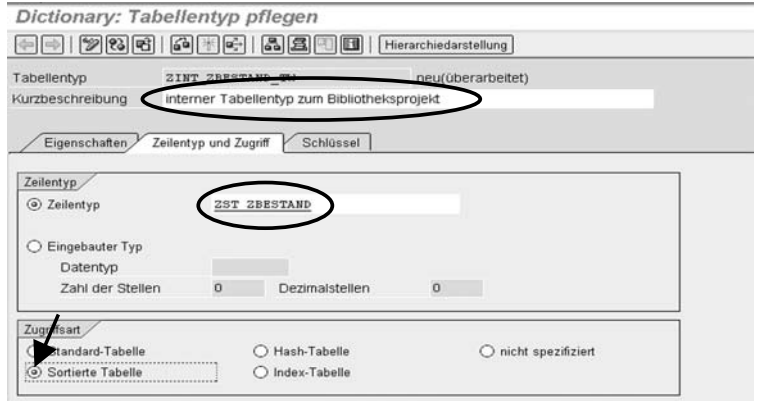 Dictionary: Tabellentyp pflegen
Hierarchiedarstellung
Tabellentyp ZINT_ZBESTAND_TW neu(überarbeitet)
Kurzbeschreibung interner Tabellentyp zum Bibliotheksprojekt
Eigenschaften Zeilentyp und Zugriff Schlüssel
Zeilentyp
Zeilentyp ZST_ZBESTAND
Eingebauter Typ
Datentyp
Zahl der Stellen 0 Dezimalstellen 0
Zugriffsart
Standard-Tabelle Hash-Tabelle nicht spezifiziert
Sortierte Tabelle Index-Tabelle